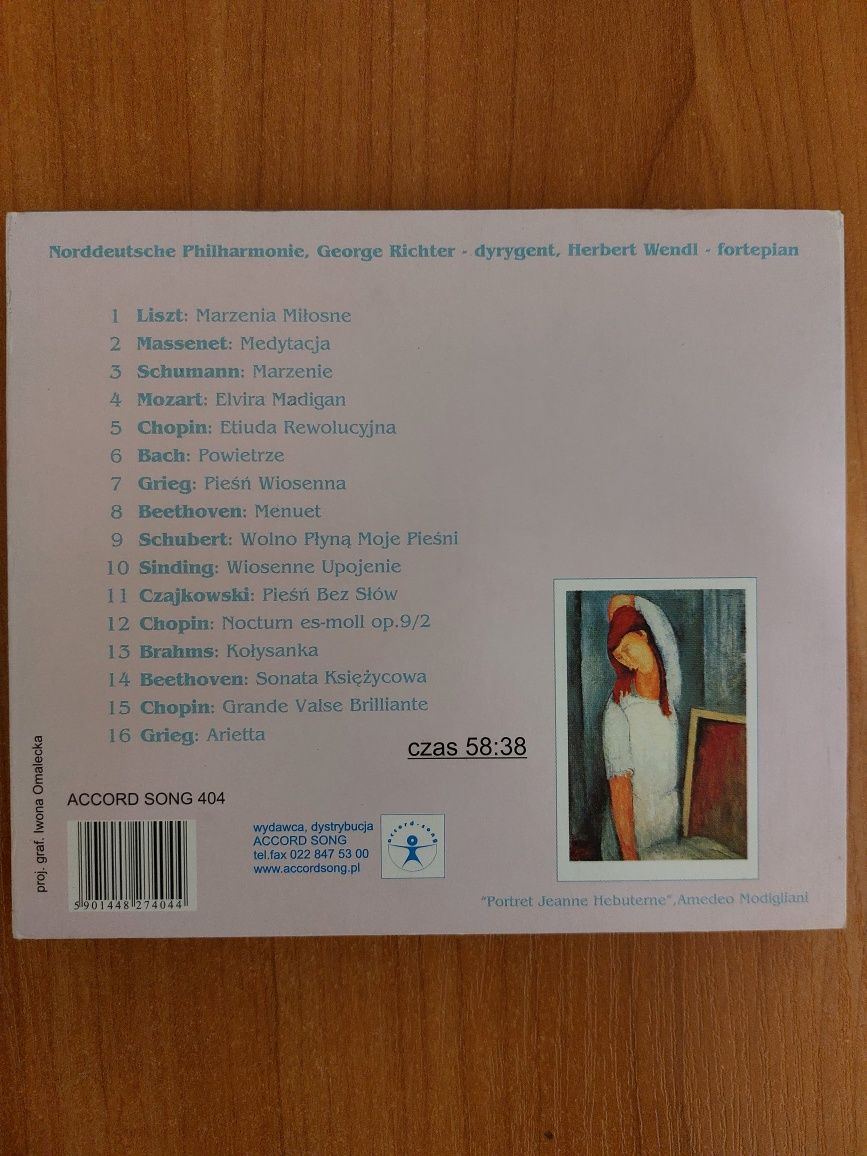 Norddeutsche Philharmonie, George Richter - dyrygent, Herbert Wendl - fortepian
1 Liszt: Marzenia Miłosne
2 Massenet: Medytacja
3 Schumann: Marzenie
4 Mozart: Elvira Madigan
5 Chopin: Etiuda Rewolucyjna
6 Bach: Powietrze
7 Grieg: Pieśń Wiosenna
8 Beethoven: Menuet
9 Schubert: Wolno Płyną Moje Pieśni
10 Sinding: Wiosenne Upojenie
11 Czajkowski: Pieśń Bez Słów
12 Chopin: Nocturn es-moll op.9/2
13 Brahms: Kołysanka
14 Beethoven: Sonata Księżycowa
15 Chopin: Grande Valse Brilliante
16 Grieg: Arietta
czas 58:38
proj. graf. Iwona Omalecka
ACCORD SONG 404
5901448 274044
wydawca, dystrybucja
ACCORD SONG
tel.fax 022 847 53 00
www.accordsong.pl
accord-song
"Portret Jeanne Hebuterne",Amedeo Modigliani